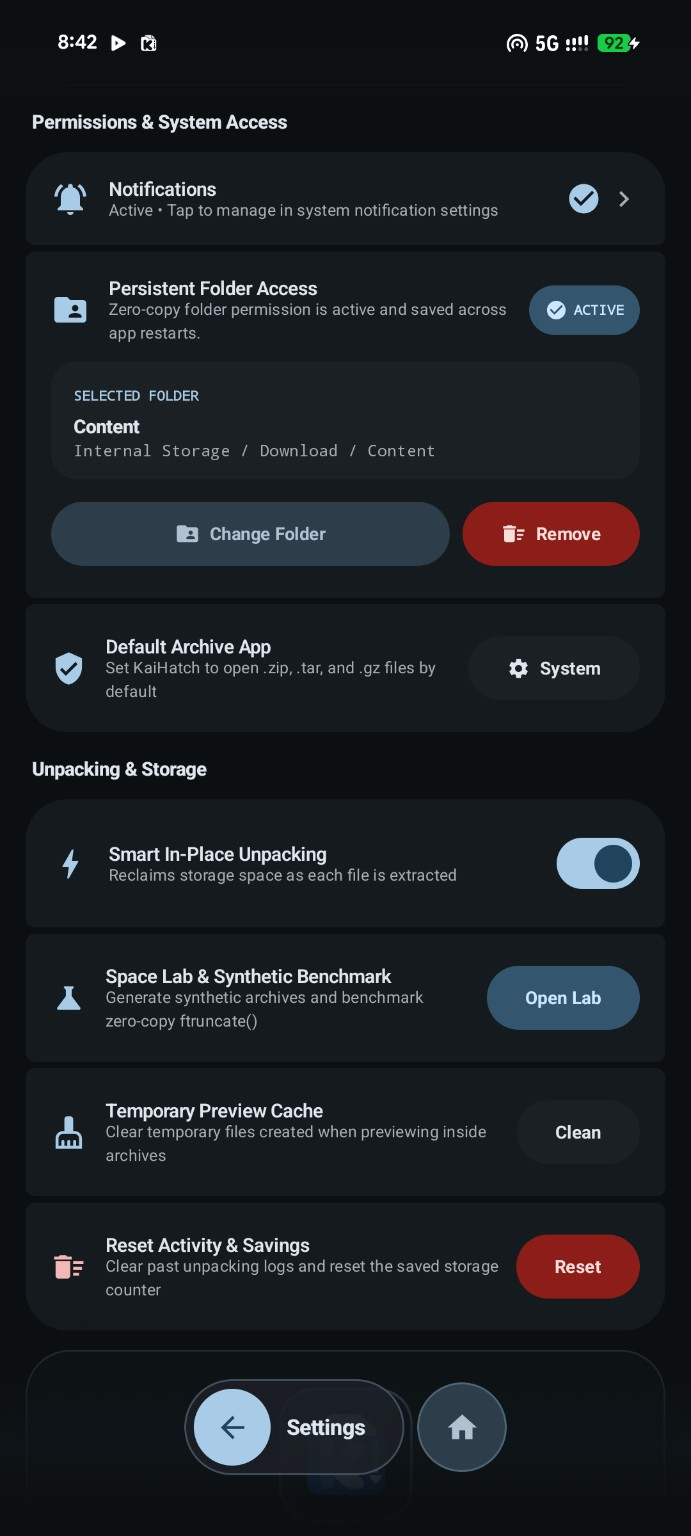 8:42
5G
92
Permissions & System Access
Notifications
Active • Tap to manage in system notification settings
Persistent Folder Access
Zero-copy folder permission is active and saved across
app restarts.
ACTIVE
SELECTED FOLDER
Content
Internal Storage / Download / Content
Change Folder
Remove
Default Archive App
Set KaiHatch to open .zip, .tar, and .gz files by
default
System
Unpacking & Storage
Smart In-Place Unpacking
Reclaims storage space as each file is extracted
Space Lab & Synthetic Benchmark
Generate synthetic archives and benchmark
zero-copy ftruncate()
Open Lab
Temporary Preview Cache
Clear temporary files created when previewing inside
archives
Clean
Reset Activity & Savings
Clear past unpacking logs and reset the saved storage
counter
Reset
Settings